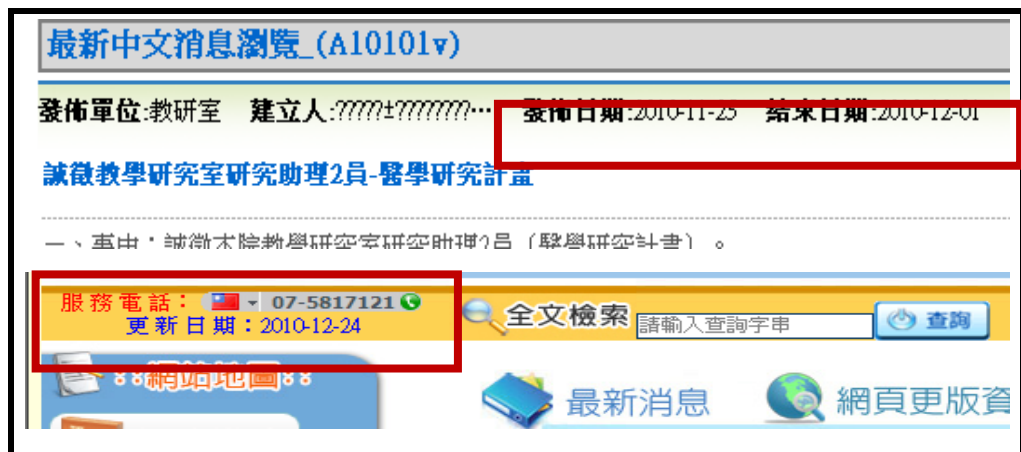 最新中文消息瀏覽_(A10101v)
發佈單位:教研室 建立人:?????±????????··· 發佈日期:2010-11-25 結束日期:2010-12-01
誠徵教學研究室研究助理2員-醫學研究計畫
一、事由：誠徵本院教學研究室研究助理2員（醫學研究計畫）。
服務電話： 07-5817121
更新日期：2010-12-24
全文檢索 請輸入查詢字串 查詢
::網站地圖::
最新消息 網頁更版資